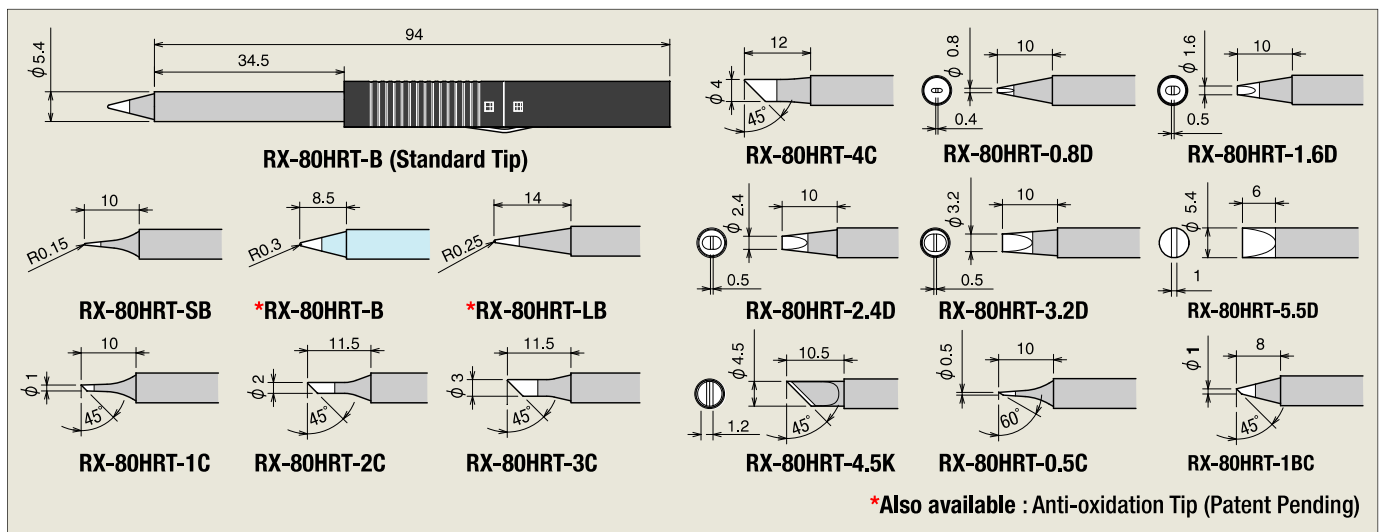 94
34.5
φ5.4
RX-80HRT-B (Standard Tip)
12
φ4
45°
RX-80HRT-4C
φ0.8
10
0.4
RX-80HRT-0.8D
φ1.6
10
0.5
RX-80HRT-1.6D
10
R0.15
RX-80HRT-SB
8.5
R0.3
*RX-80HRT-B
14
R0.25
*RX-80HRT-LB
φ2.4
10
0.5
RX-80HRT-2.4D
φ3.2
10
0.5
RX-80HRT-3.2D
φ5.4
6
1
RX-80HRT-5.5D
10
φ1
45°
RX-80HRT-1C
11.5
φ2
45°
RX-80HRT-2C
11.5
φ3
45°
RX-80HRT-3C
φ4.5
10.5
1.2
45°
RX-80HRT-4.5K
φ0.5
10
60°
RX-80HRT-0.5C
φ1
8
45°
RX-80HRT-1BC
*Also available : Anti-oxidation Tip (Patent Pending)